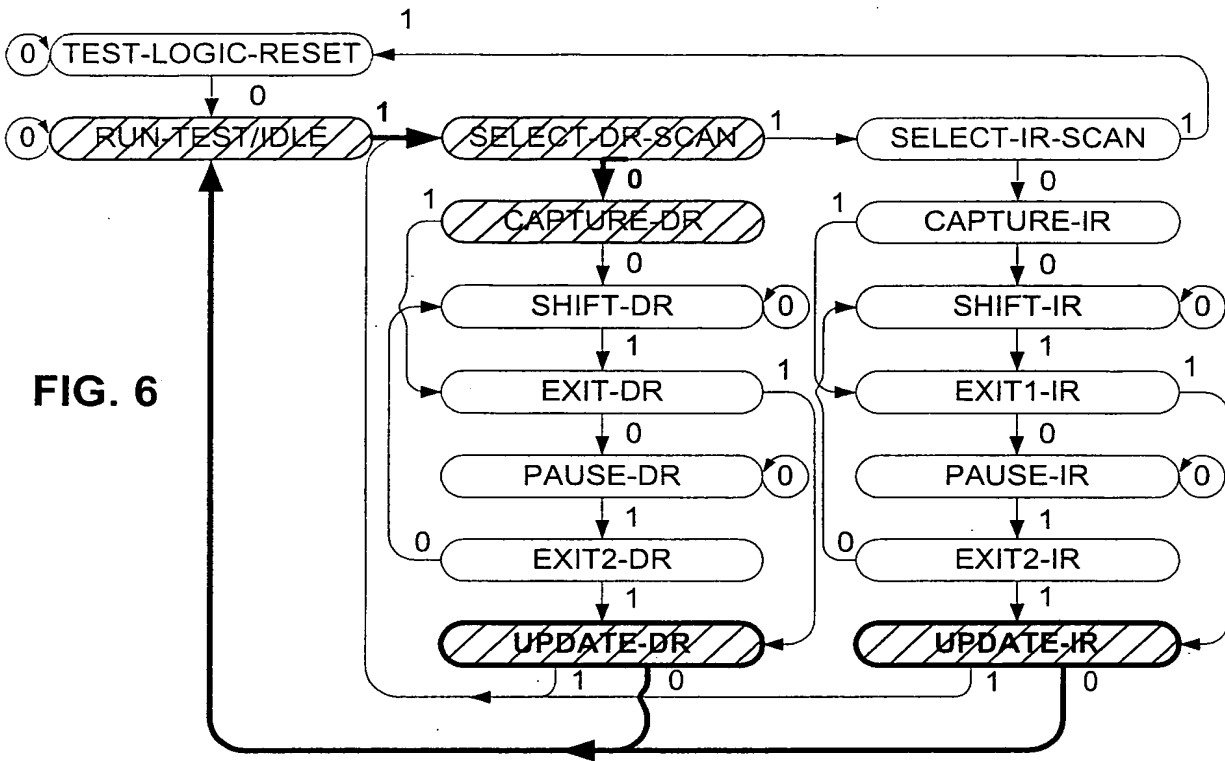 1
0 TEST-LOGIC-RESET
0
0 RUN-TEST/IDLE 1 SELECT-DR-SCAN 1 SELECT-IR-SCAN 1
0 0
1 CAPTURE-DR 1 CAPTURE-IR
0 0
SHIFT-DR 0 SHIFT-IR 0
1 1
FIG. 6 EXIT-DR 1 EXIT1-IR 1
0 0
PAUSE-DR 0 PAUSE-IR 0
1 1
0 EXIT2-DR 0 EXIT2-IR
1 1
UPDATE-DR UPDATE-IR
1 0 1 0